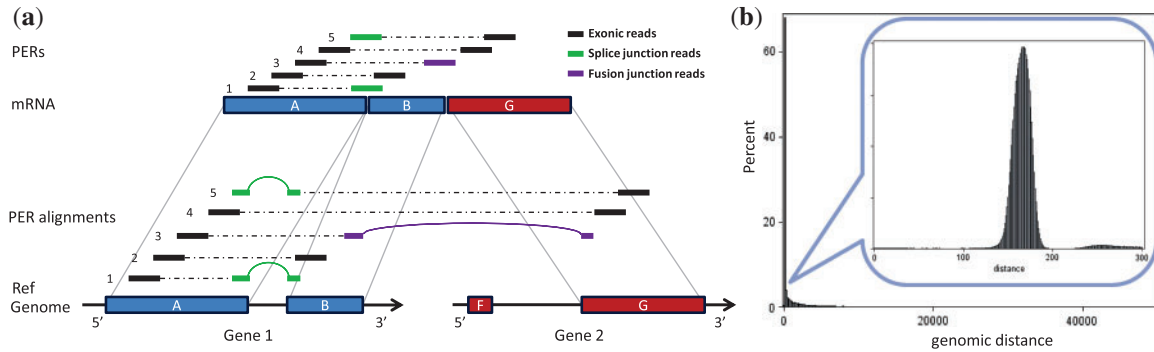 (a)
PERs
5
4
3
2
1
Exonic reads
Splice junction reads
Fusion junction reads
mRNA
A
B
G
PER alignments
5
4
3
2
1
Ref
Genome
A
B
F
G
5’
Gene 1
3’
5’
Gene 2
3’
(b)
Percent
60
40
20
0
0
100
200
300
distance
0
20000
40000
genomic distance